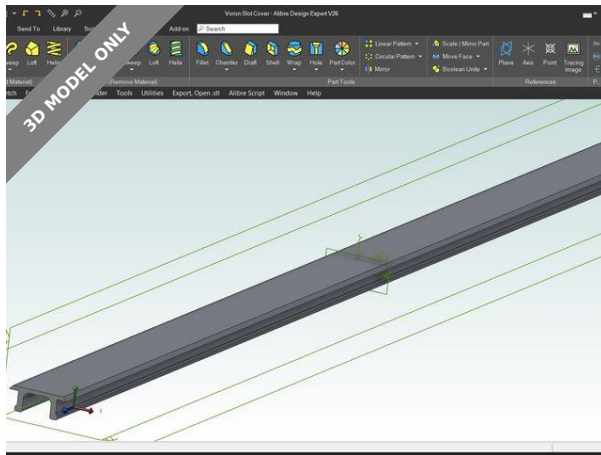 Voron Slot Cover - Alibre Design Expert V26
Send To Library Add-on Search
Loft Helix Loft Helix Fillet Chamfer Draft Shell Wrap Hole Part Color
Linear Pattern
Circular Pattern
Mirror
Scale / Mirror Part
Move Face
Boolean Unite
Plane Axis Point Tracing Image
(Remove Material) Part Tools References
Tools Utilities Export, Open .stl Alibre Script Window Help
3D MODEL ONLY